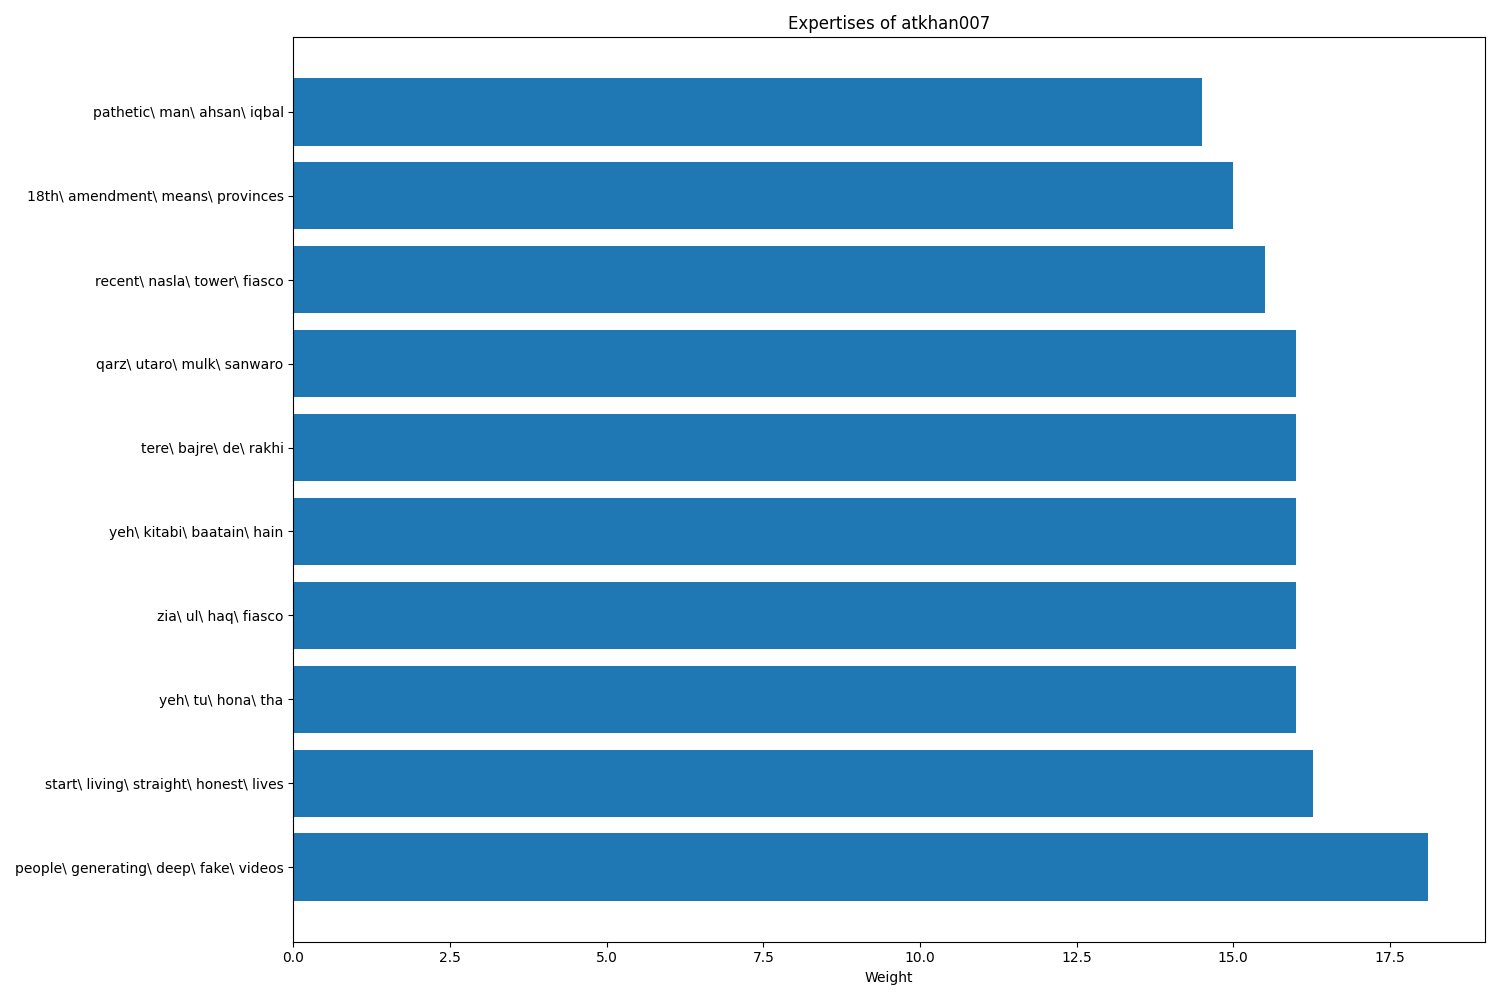 Expertises of atkhan007
pathetic\ man\ ahsan\ iqbal
18th\ amendment\ means\ provinces
recent\ nasla\ tower\ fiasco
qarz\ utaro\ mulk\ sanwaro
tere\ bajre\ de\ rakhi
yeh\ kitabi\ baatain\ hain
zia\ ul\ haq\ fiasco
yeh\ tu\ hona\ tha
start\ living\ straight\ honest\ lives
people\ generating\ deep\ fake\ videos
0.0 2.5 5.0 7.5 10.0 12.5 15.0 17.5
Weight